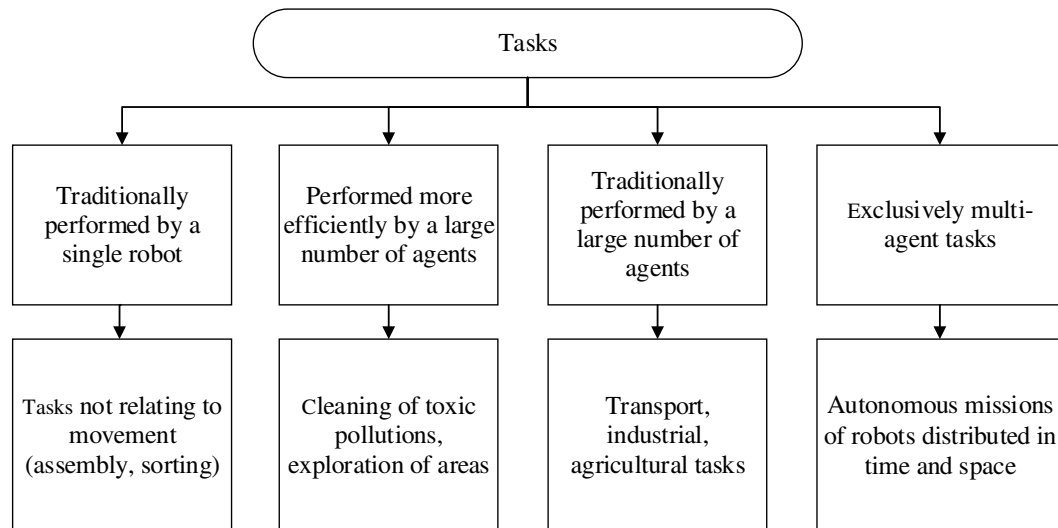 Tasks
Traditionally
performed by a
single robot
Performed more
efficiently by a large
number of agents
Traditionally
performed by a
large number of
agents
Exclusively multi-
agent tasks
Tasks not relating to
movement
(assembly, sorting)
Cleaning of toxic
pollutions,
exploration of areas
Transport,
industrial,
agricultural tasks
Autonomous missions
of robots distributed in
time and space